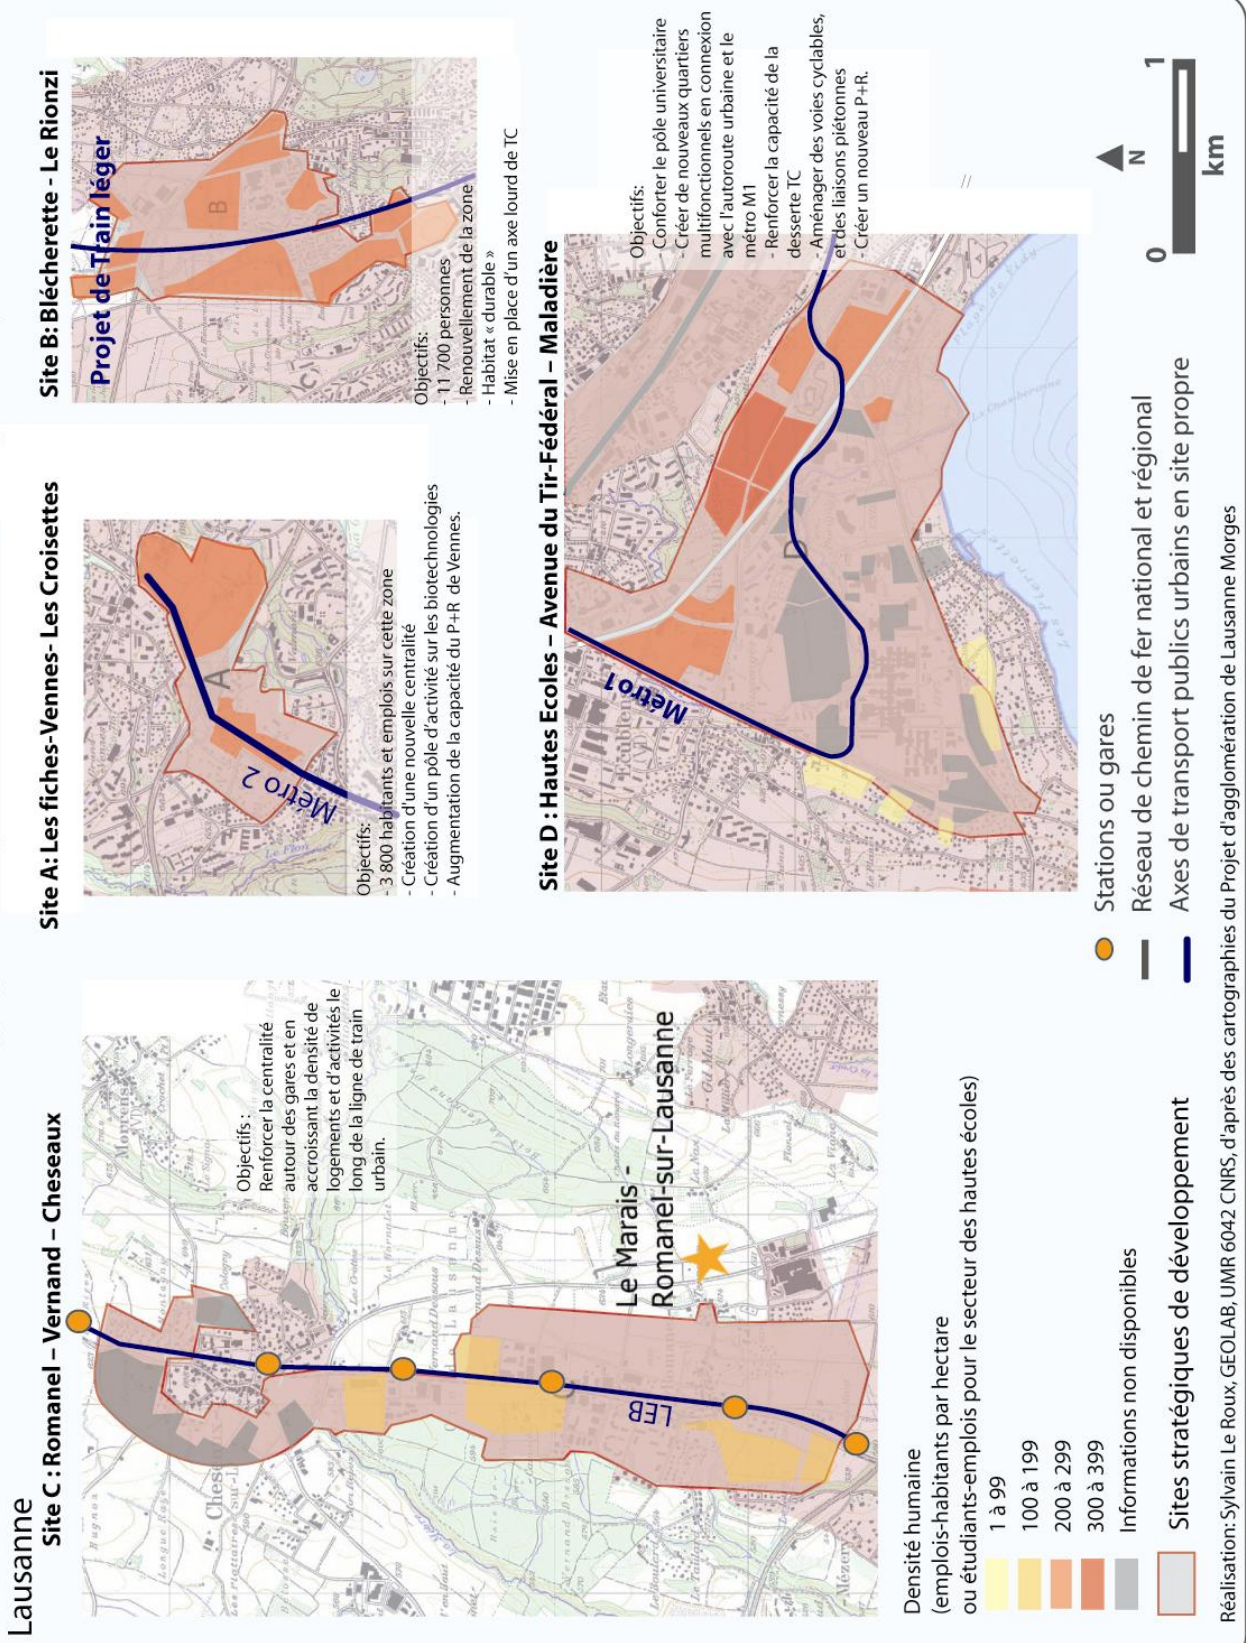 Lausanne
Site C : Romanel – Vernand – Cheseaux
Objectifs :
Renforcer la centralité
autour des gares et en
accroissant la densité de
logements et d'activités le
long de la ligne de train
urbain.
Le Marais -
Romanel-sur-Lausanne
LEB
Site A: Les fiches-Vennes- Les Croisettes
A
Métro 2
Objectifs:
- 3 800 habitants et emplois sur cette zone
- Création d'une nouvelle centralité
- Création d'un pôle d'activité sur les biotechnologies
- Augmentation de la capacité du P+R de Vennes.
Site B: Blécherette - Le Rionzi
Projet de Train léger
B
Objectifs:
- 11 700 personnes
- Renouvellement de la zone
- Habitat « durable »
- Mise en place d'un axe lourd de TC
Site D : Hautes Ecoles – Avenue du Tir-Fédéral – Maladière
Métro1
D
Objectifs:
- Conforter le pôle universitaire
- Créer de nouveaux quartiers
multifonctionnels en connexion
avec l'autoroute urbaine et le
métro M1
- Renforcer la capacité de la
desserte TC
- Aménager des voies cyclables,
et des liaisons piétonnes
- Créer un nouveau P+R.
Densité humaine
(emplois-habitants par hectare
ou étudiants-emplois pour le secteur des hautes écoles)
1 à 99
100 à 199
200 à 299
300 à 399
Informations non disponibles
Sites stratégiques de développement
Stations ou gares
Réseau de chemin de fer national et régional
Axes de transport publics urbains en site propre
N
0 1
km
Réalisation: Sylvain Le Roux, GEOLAB, UMR 6042 CNRS, d'après des cartographies du Projet d'agglomération de Lausanne Morges